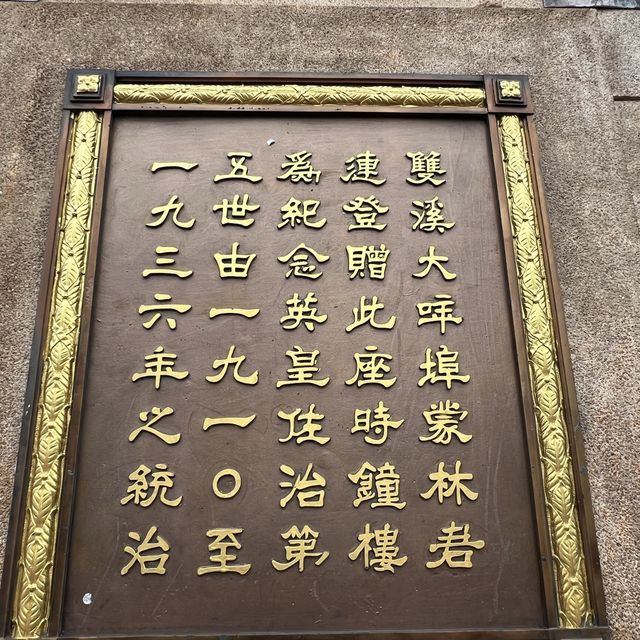 雙溪大哖埠蒙林君
連登贈此座時鐘樓
爲紀念英皇佐治第
五世由一九一〇至
一九三六年之統治